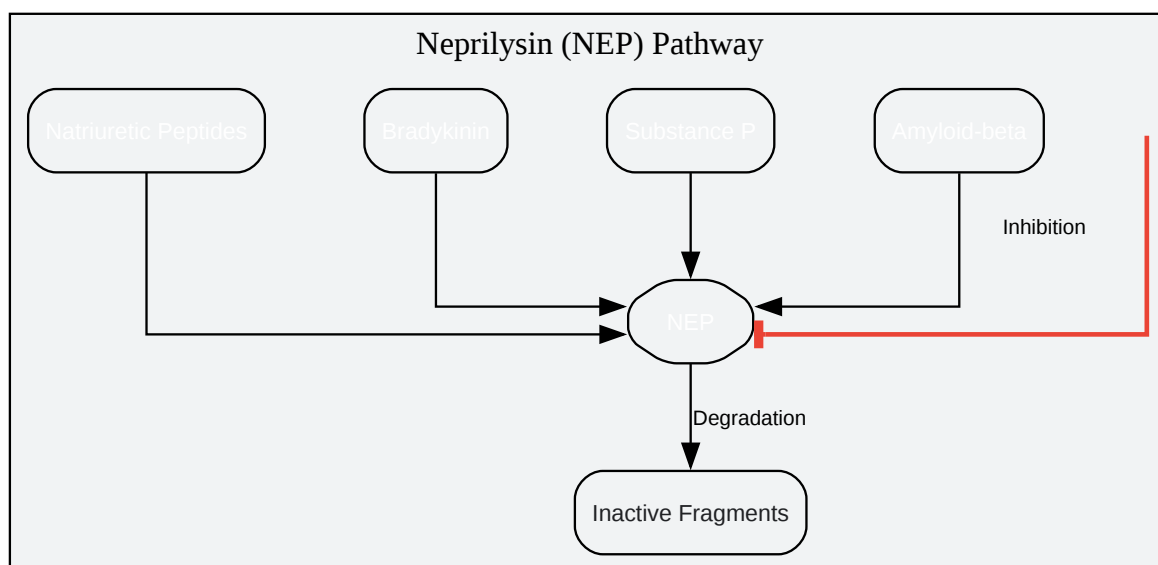 Neprilysin (NEP) Pathway
Natriuretic Peptides
Bradykinin
Substance P
Amyloid-beta
Inhibition
NEP
Degradation
Inactive Fragments